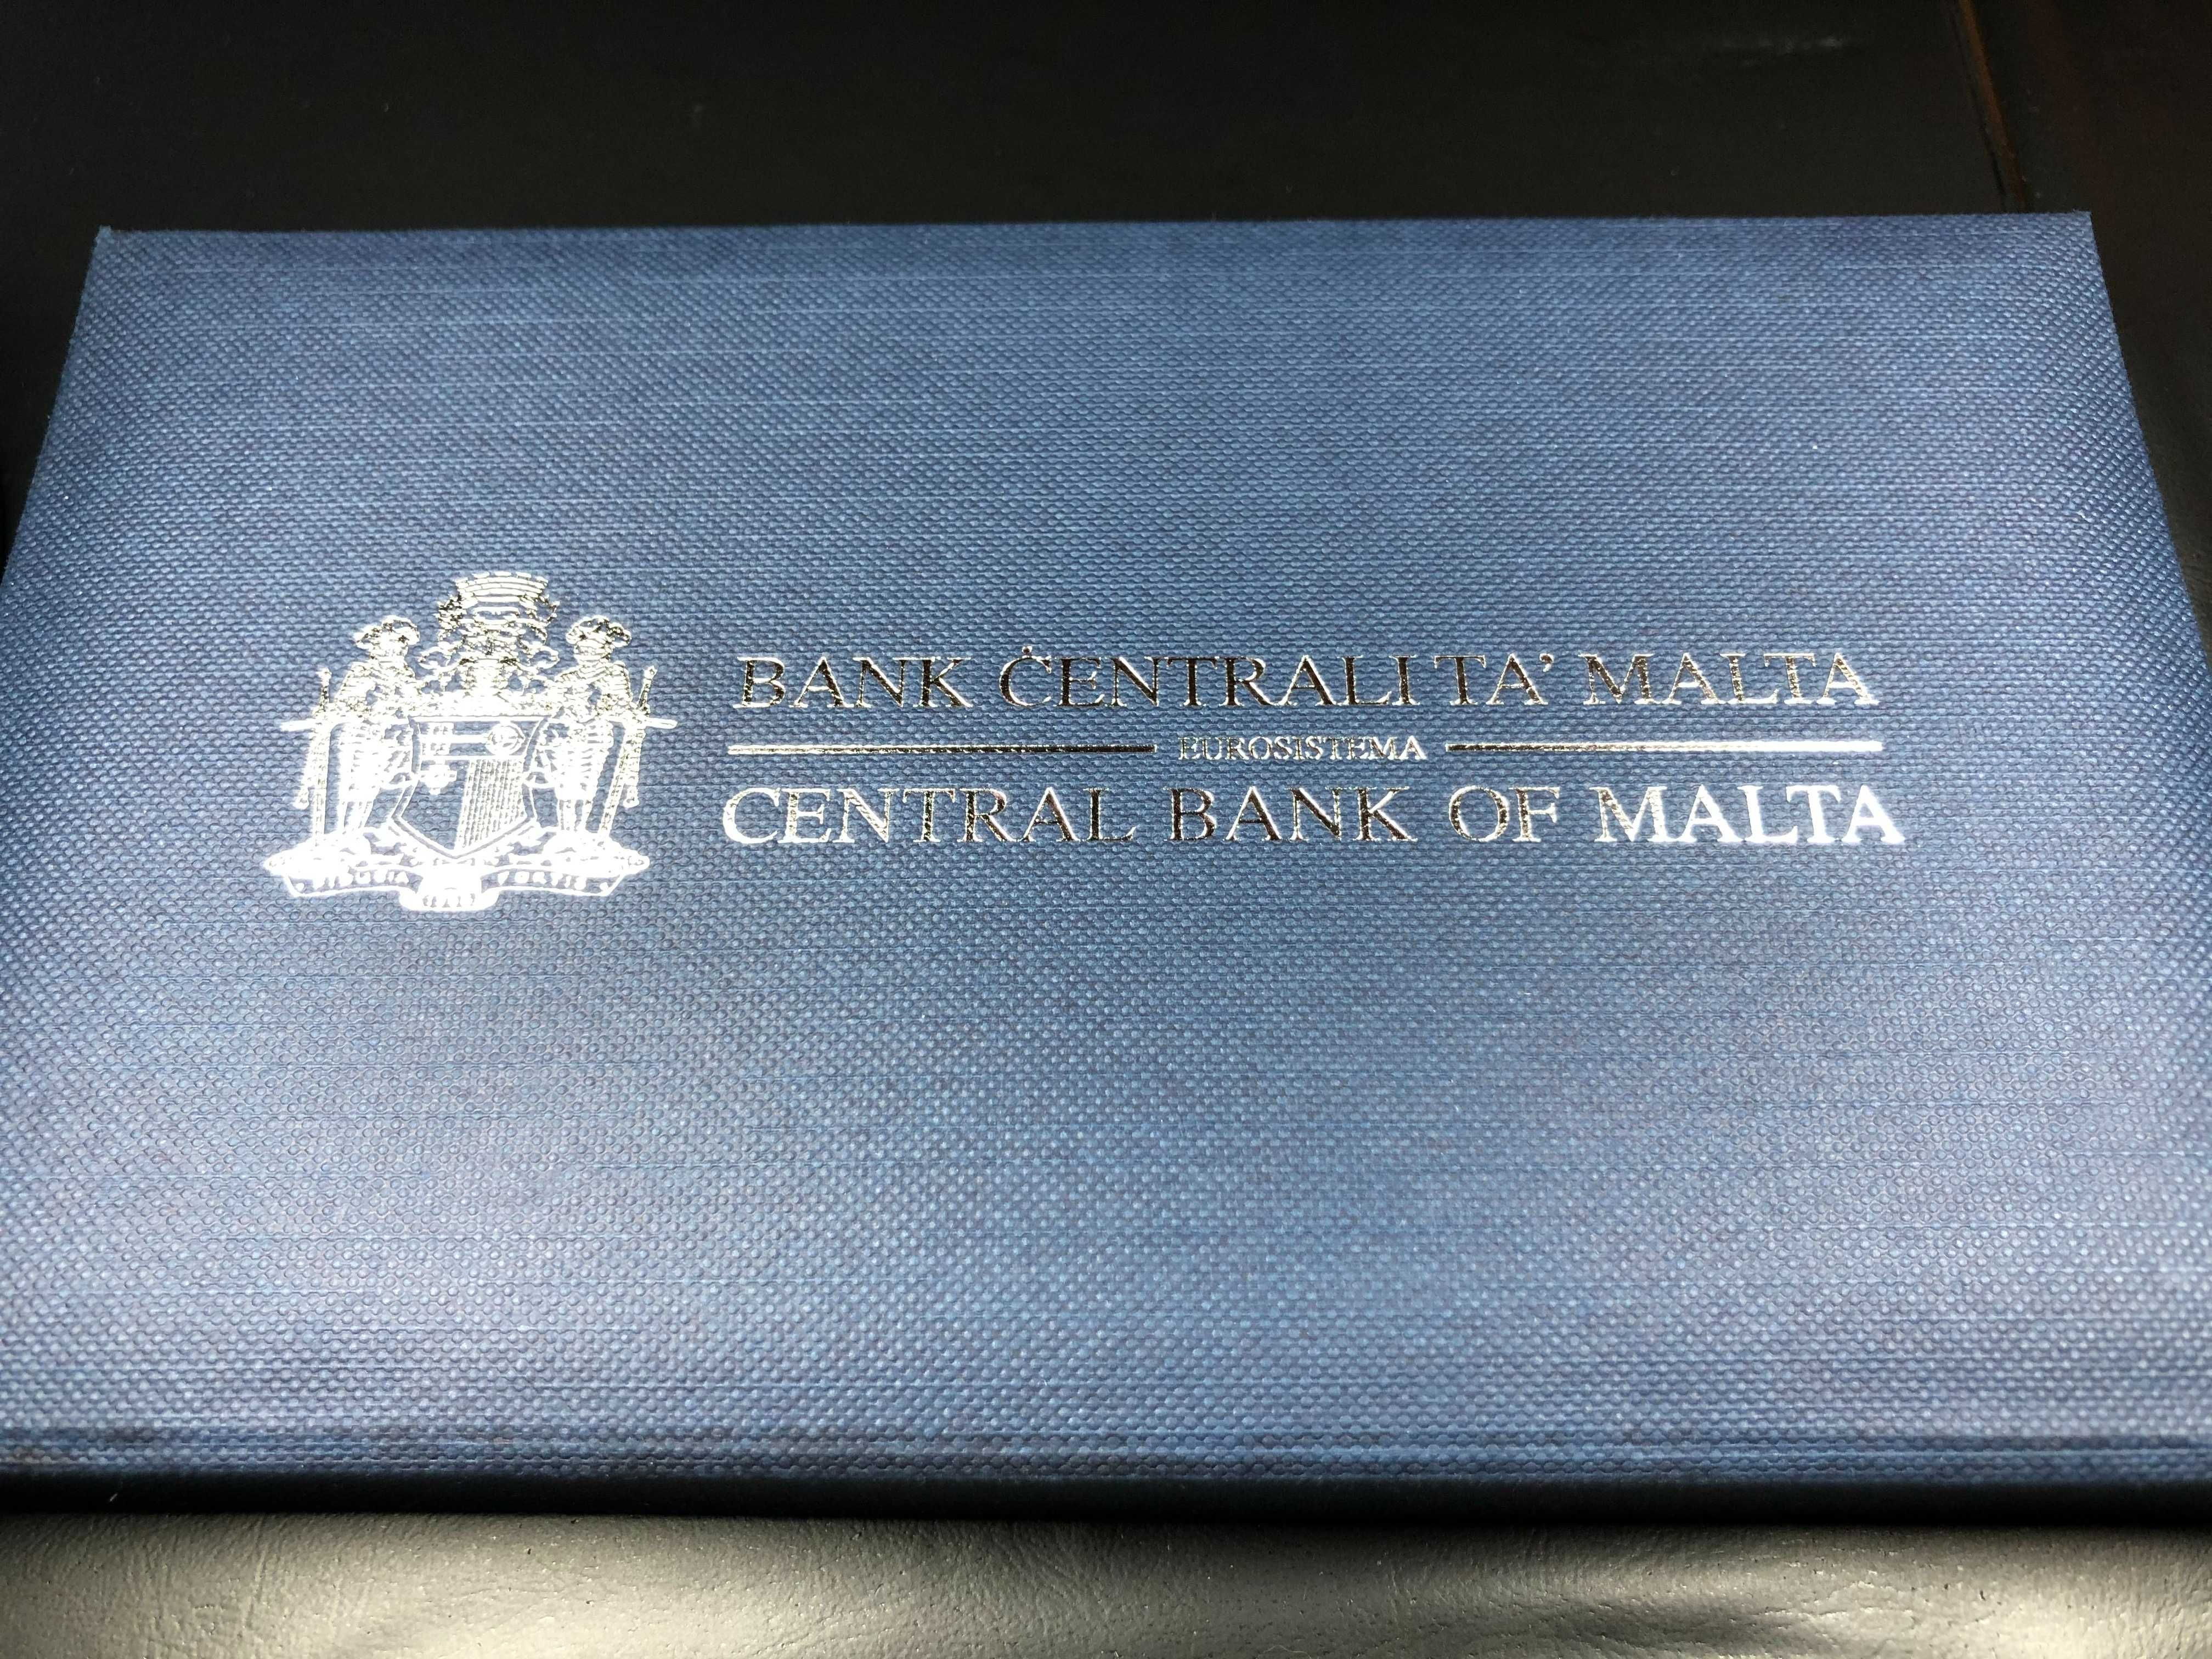 BANK ĊENTRALI TA' MALTA
EUROSISTEMA
CENTRAL BANK OF MALTA